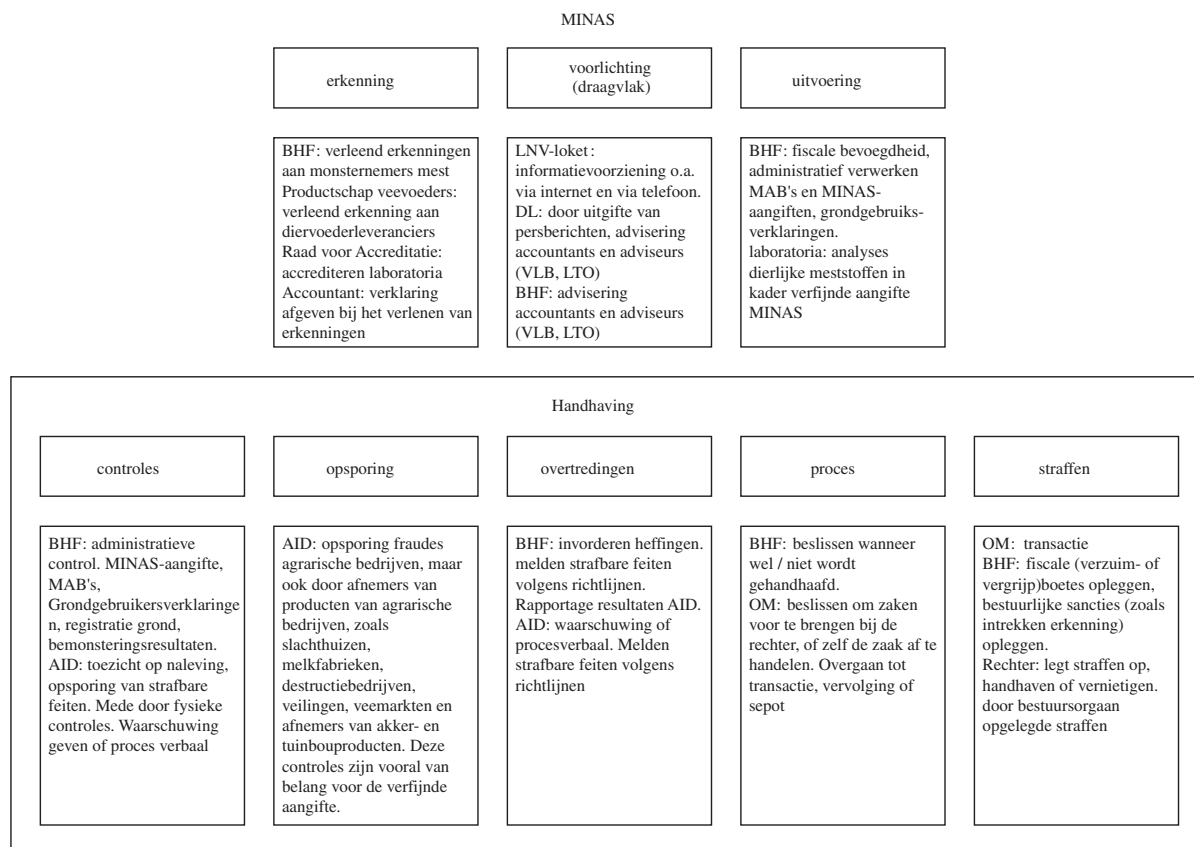 MINAS
erkenning
voorlichting
(draagvlak)
uitvoering
BHF: verleend erkenningen
aan monsternemers mest
Productschap veevoeders:
verleend erkenning aan
diervoederleveranciers
Raad voor Accreditatie:
accrediteren laboratoria
Accountant: verklaring
afgeven bij het verlenen van
erkenningen
LNV-loket :
informatievoorziening o.a.
via internet en via telefoon.
DL: door uitgifte van
persberichten, advisering
accountants en adviseurs
(VLB, LTO)
BHF: advisering
accountants en adviseurs
(VLB, LTO)
BHF: fiscale bevoegdheid,
administratief verwerken
MAB's en MINAS-
aangiften, grondgebruiks-
verklaringen.
laboratoria: analyses
dierlijke meststoffen in
kader verfijnde aangifte
MINAS
Handhaving
controles
opsporing
overtredingen
proces
straffen
BHF: administratieve
control. MINAS-aangifte,
MAB's,
Grondgebruikersverklaringe
n, registratie grond,
bemonsteringsresultaten.
AID: toezicht op naleving,
opsporing van strafbare
feiten. Mede door fysieke
controles. Waarschuwing
geven of proces verbaal
AID: opsporing fraudes
agrarische bedrijven, maar
ook door afnemers van
producten van agrarische
bedrijven, zoals
slachthuizen,
melkfabrieken,
destructiebedrijven,
veilingen, veemarkten en
afnemers van akker- en
tuinbouproducten. Deze
controles zijn vooral van
belang voor de verfijnde
aangifte.
BHF: invorderen heffingen.
melden strafbare feiten
volgens richtlijnen.
Rapportage resultaten AID.
AID: waarschuwing of
procesverbaal. Melden
strafbare feiten volgens
richtlijnen
BHF: beslissen wanneer
wel / niet wordt
gehandhaafd.
OM: beslissen om zaken
voor te brengen bij de
rechter, of zelf de zaak af te
handelen. Overgaan tot
transactie, vervolging of
sepot
OM: transactie
BHF: fiscale (verzuim- of
vergrijp)boetes opleggen,
bestuurlijke sancties (zoals
intrekken erkenning)
opleggen.
Rechter: legt straffen op,
handhaven of vernietigen.
door bestuursorgaan
opgelegde straffen